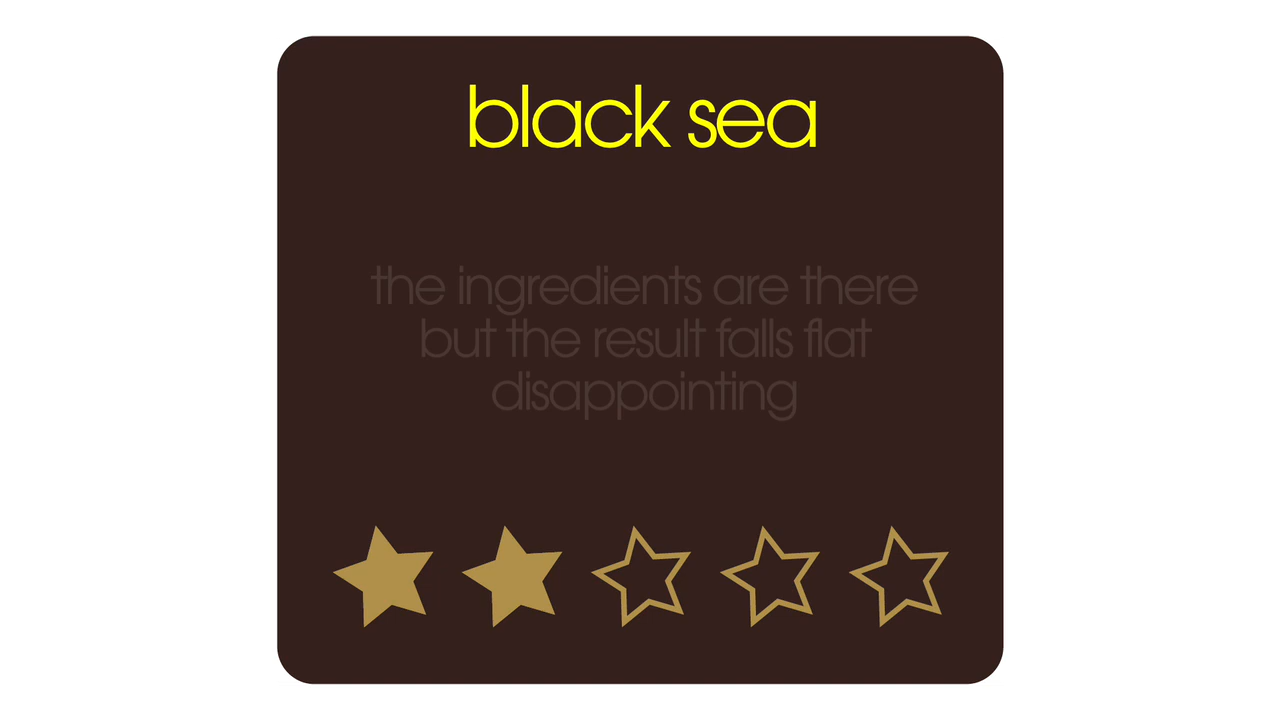 black sea
the ingredients are there
but the result falls flat
disappointing